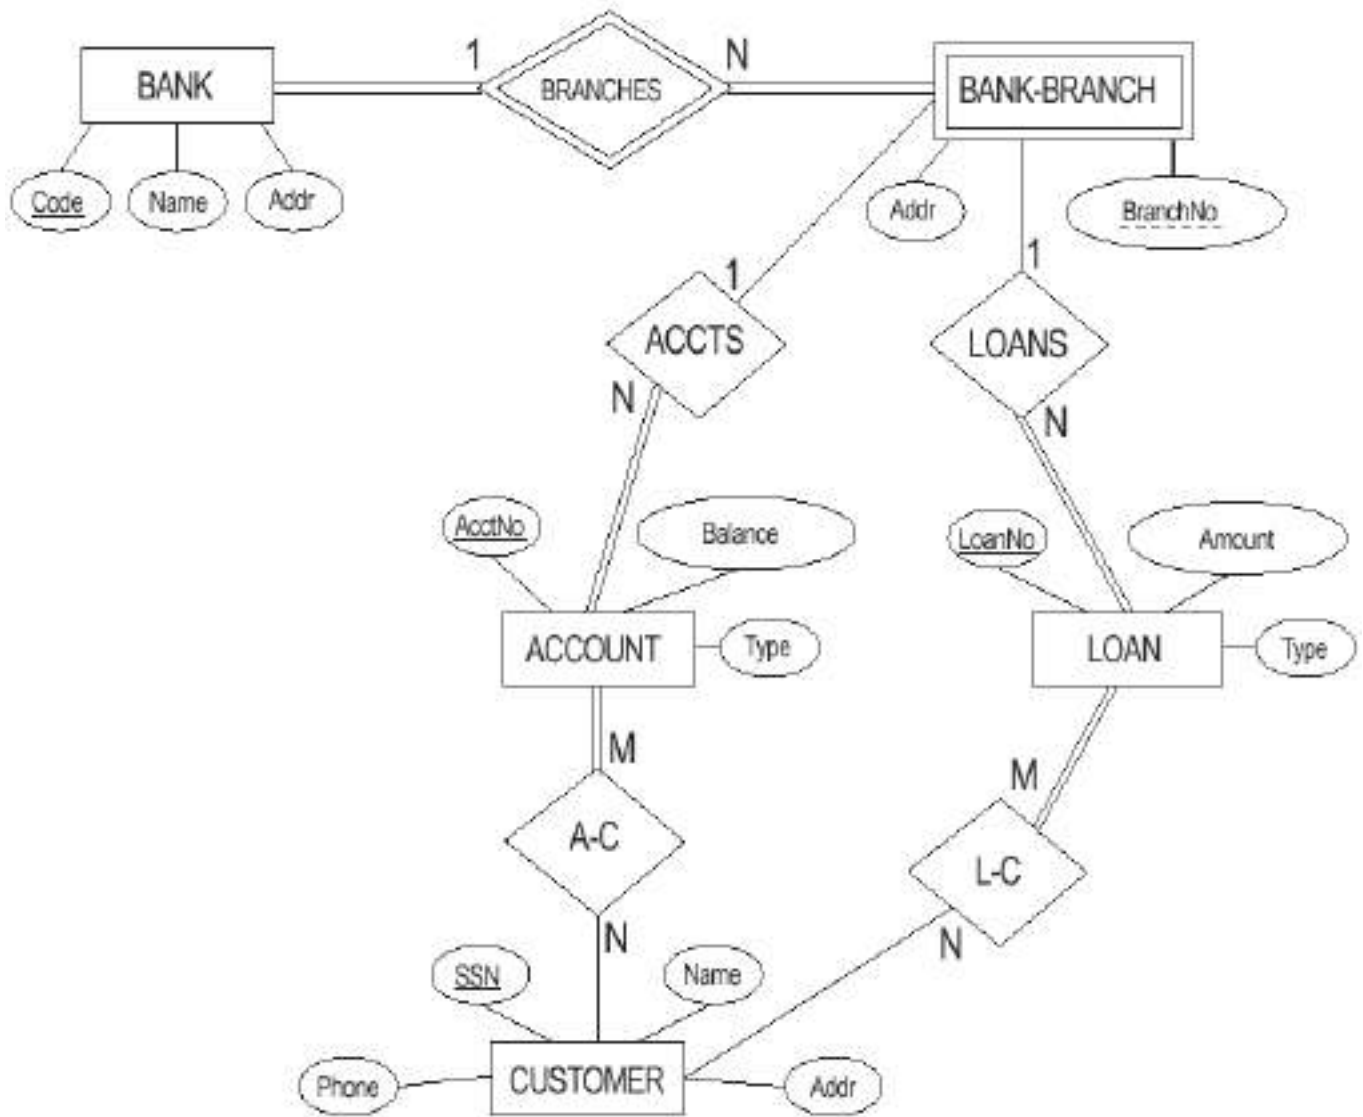 1
N
BANK
BRANCHES
BANK-BRANCH
Code
Name
Addr
Addr
BranchNo
1
1
ACCTS
LOANS
N
N
AcctNo
Balance
LoanNo
Amount
ACCOUNT
Type
LOAN
Type
M
M
A-C
L-C
N
N
SSN
Name
Phone
CUSTOMER
Addr